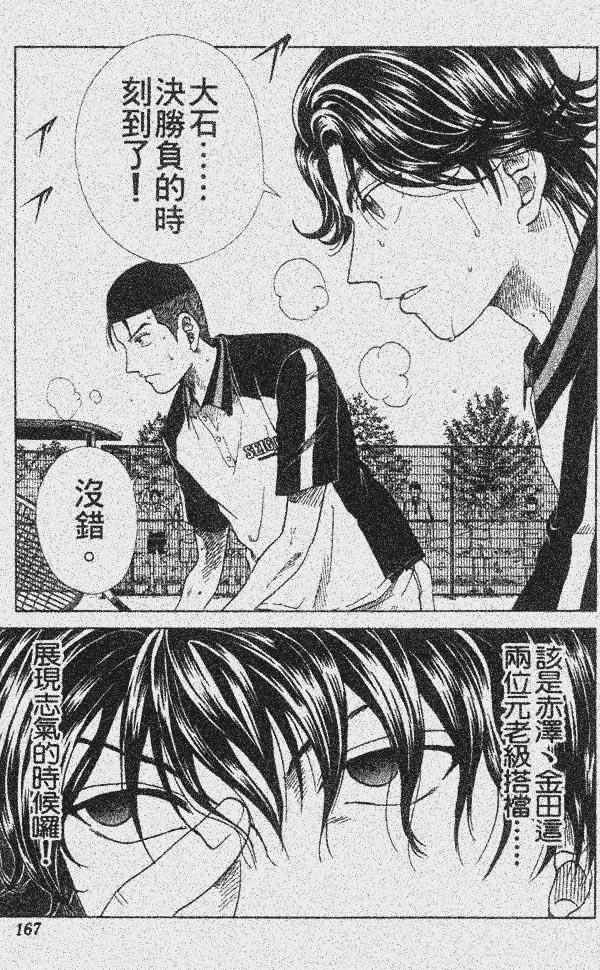 大石……
決勝負的時
刻到了！
SEIG
沒錯。
該是赤澤、金田這
兩位元老級搭檔……
展現志氣的時候囉！
167